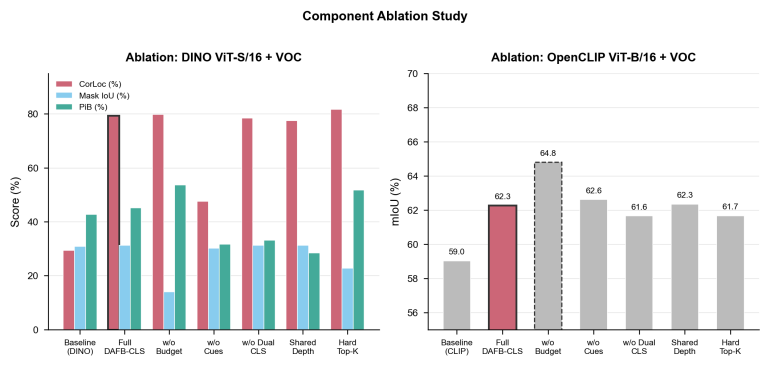 Component Ablation Study
Ablation: DINO ViT-S/16 + VOC
CorLoc (%)
Mask IoU (%)
PiB (%)
Score (%)
80
60
40
20
0
Baseline
(DINO)
Full
DAFB-CLS
w/o
Budget
w/o
Cues
w/o Dual
CLS
Shared
Depth
Hard
Top-K
Ablation: OpenCLIP ViT-B/16 + VOC
mIoU (%)
70
68
66
64
62
60
58
56
59.0
62.3
64.8
62.6
61.6
62.3
61.7
Baseline
(CLIP)
Full
DAFB-CLS
w/o
Budget
w/o
Cues
w/o Dual
CLS
Shared
Depth
Hard
Top-K